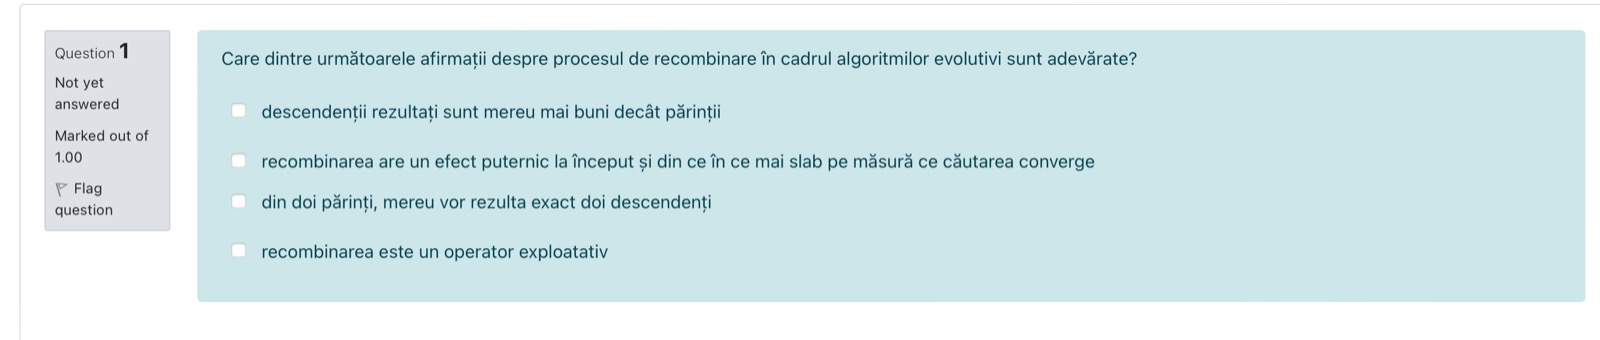 Question 1
Not yet
answered
Marked out of
1.00
Flag
question
Care dintre următoarele afirmații despre procesul de recombinare în cadrul algoritmilor evolutivi sunt adevărate?
descendenții rezultați sunt mereu mai buni decât părinții
recombinarea are un efect puternic la început și din ce în ce mai slab pe măsură ce căutarea converge
din doi părinți, mereu vor rezulta exact doi descendenți
recombinarea este un operator exploatativ